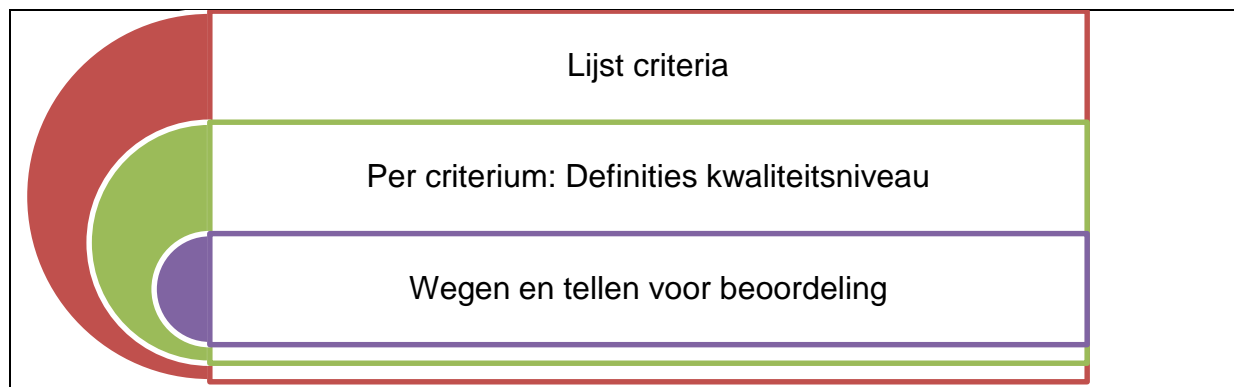 Lijst criteria
Per criterium: Definities kwaliteitsniveau
Wegen en tellen voor beoordeling